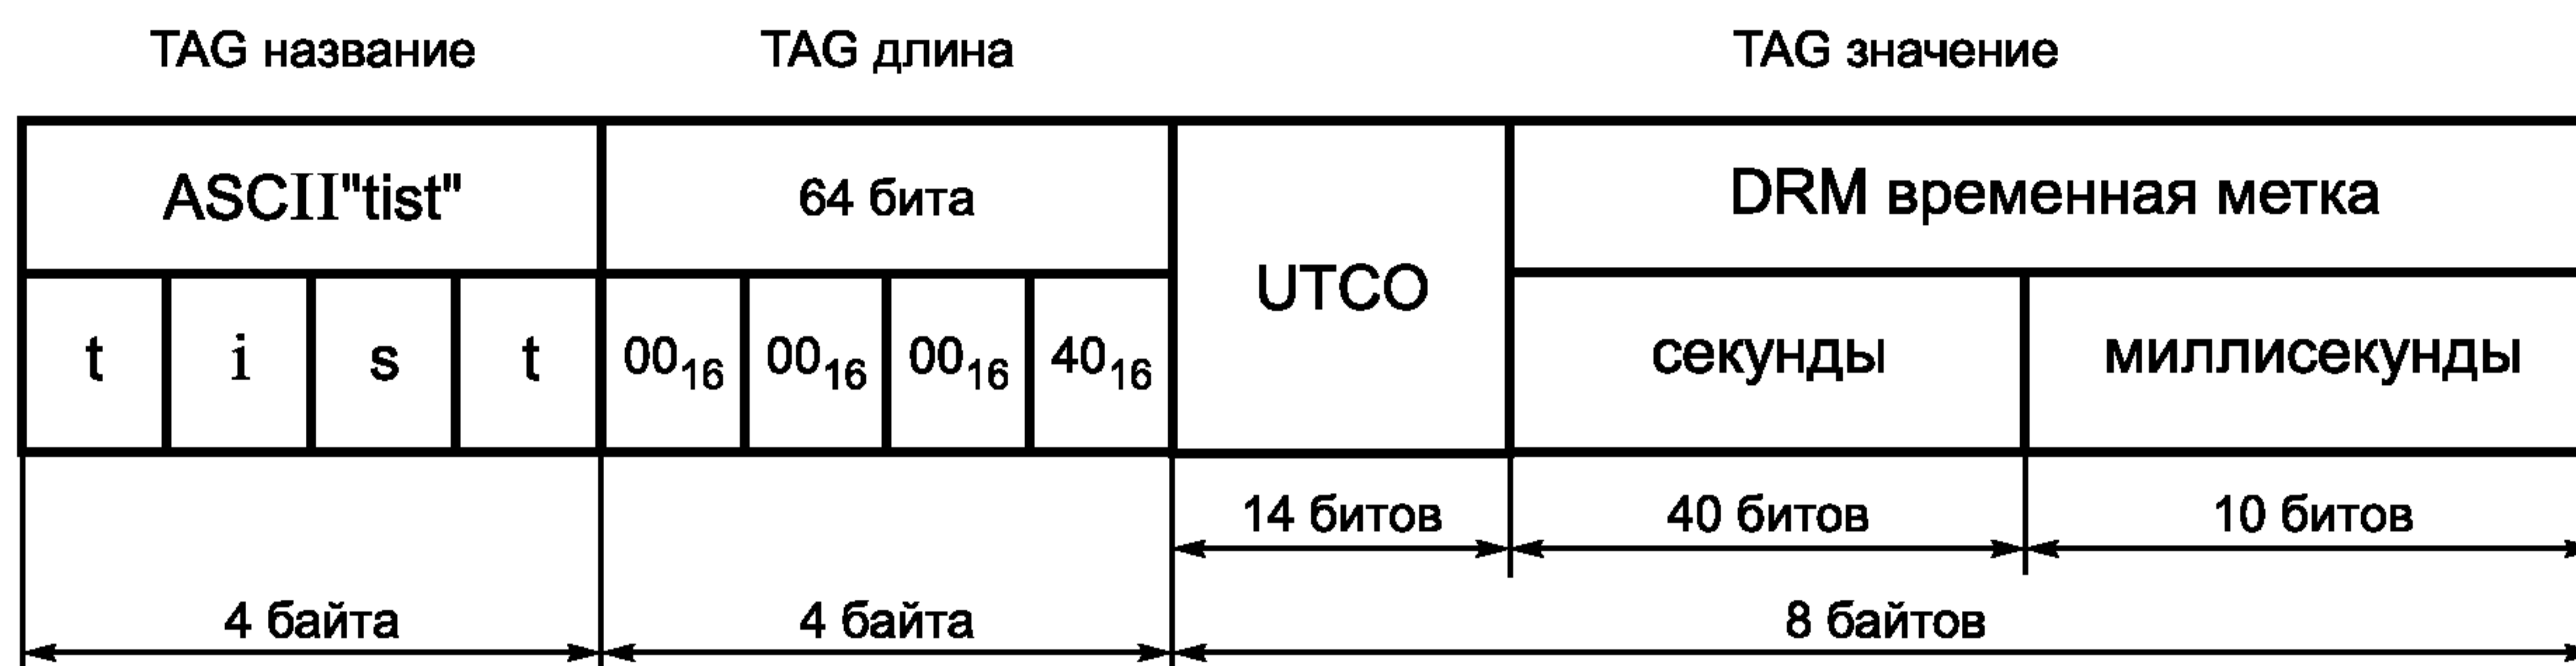 TAG название TAG длина TAG значение
ASCII"tist" 64 бита UTCO DRM временная метка
t i s t 00₁₆ 00₁₆ 00₁₆ 40₁₆ секунды миллисекунды
14 битов 40 битов 10 битов
4 байта 4 байта 8 байтов